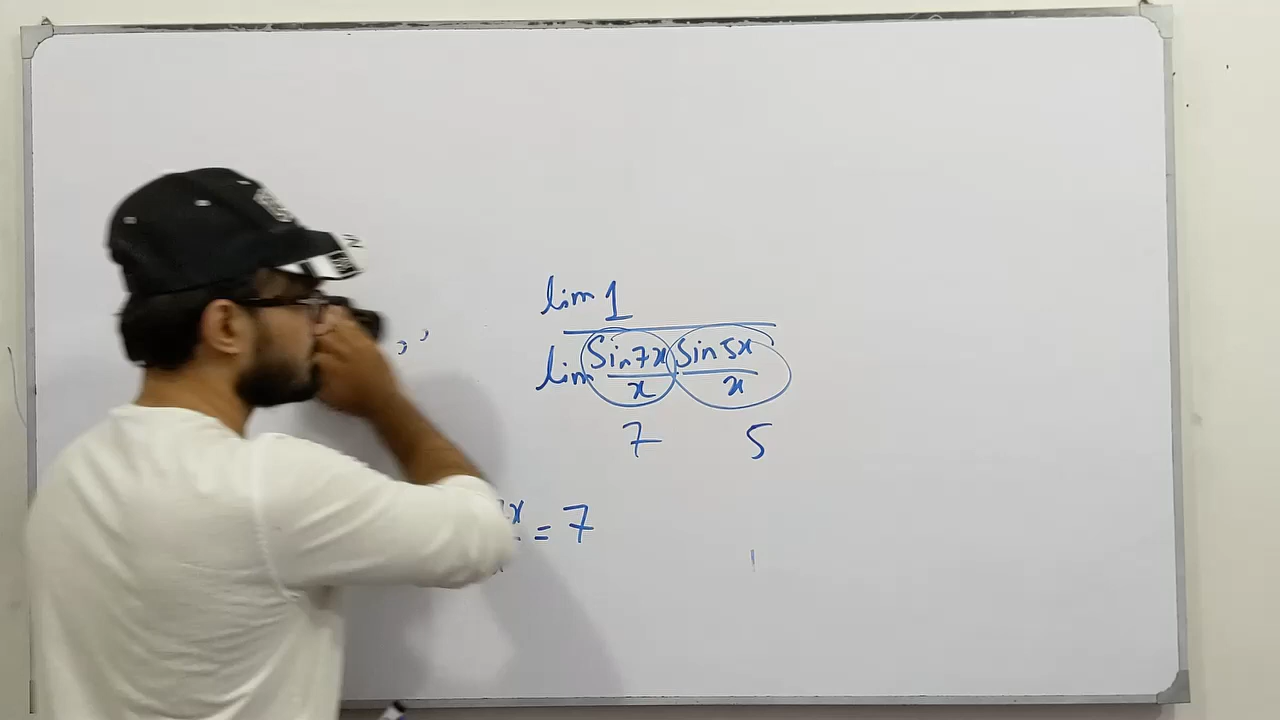 lim 1
lim sin7x/x sin5x/x
7 5
x = 7